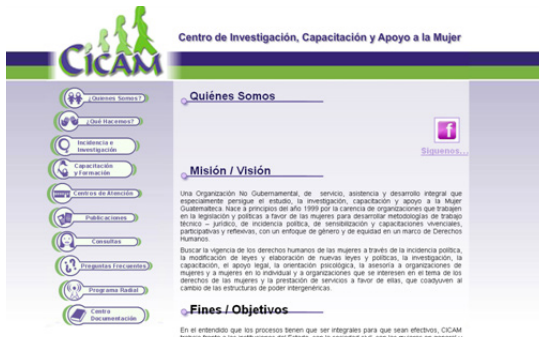 CICAM
Centro de Investigación, Capacitación y Apoyo a la Mujer
¿Quienes Somos?
¿Qué Hacemos?
Incidencia e
Investigación
Capacitación
y Formación
Centros de Atención
Publicaciones
Consultas
Preguntas Frecuentes
Programa Radial
Centro
Documentación
Quiénes Somos
f
Siguenos...
Misión / Visión
Una Organización No Gubernamental, de servicio, asistencia y desarrollo integral que
especialmente persigue el estudio, la investigación, capacitación y apoyo a la Mujer
Guatemalteca. Nace a principios del año 1999 por la carencia de organizaciones que trabajen
en la legislación y políticas a favor de las mujeres para desarrollar metodologías de trabajo
técnico – jurídico, de incidencia política, de sensibilización y capacitaciones vivenciales,
participativas y reflexivas, con un enfoque de género y de equidad en un marco de Derechos
Humanos.
Buscar la vigencia de los derechos humanos de las mujeres a través de la incidencia política,
la modificación de leyes y elaboración de nuevas leyes y políticas, la investigación, la
capacitación, el apoyo legal, la orientación psicológica, la asesoría a organizaciones de
mujeres y a mujeres en lo individual y a organizaciones que se interesen en el tema de los
derechos de las mujeres y la prestación de servicios a favor de ellas, que coadyuven al
cambio de las estructuras de poder intergenéricas.
Fines / Objetivos
En el entendido que los procesos tienen que ser integrales para que sean efectivos, CICAM